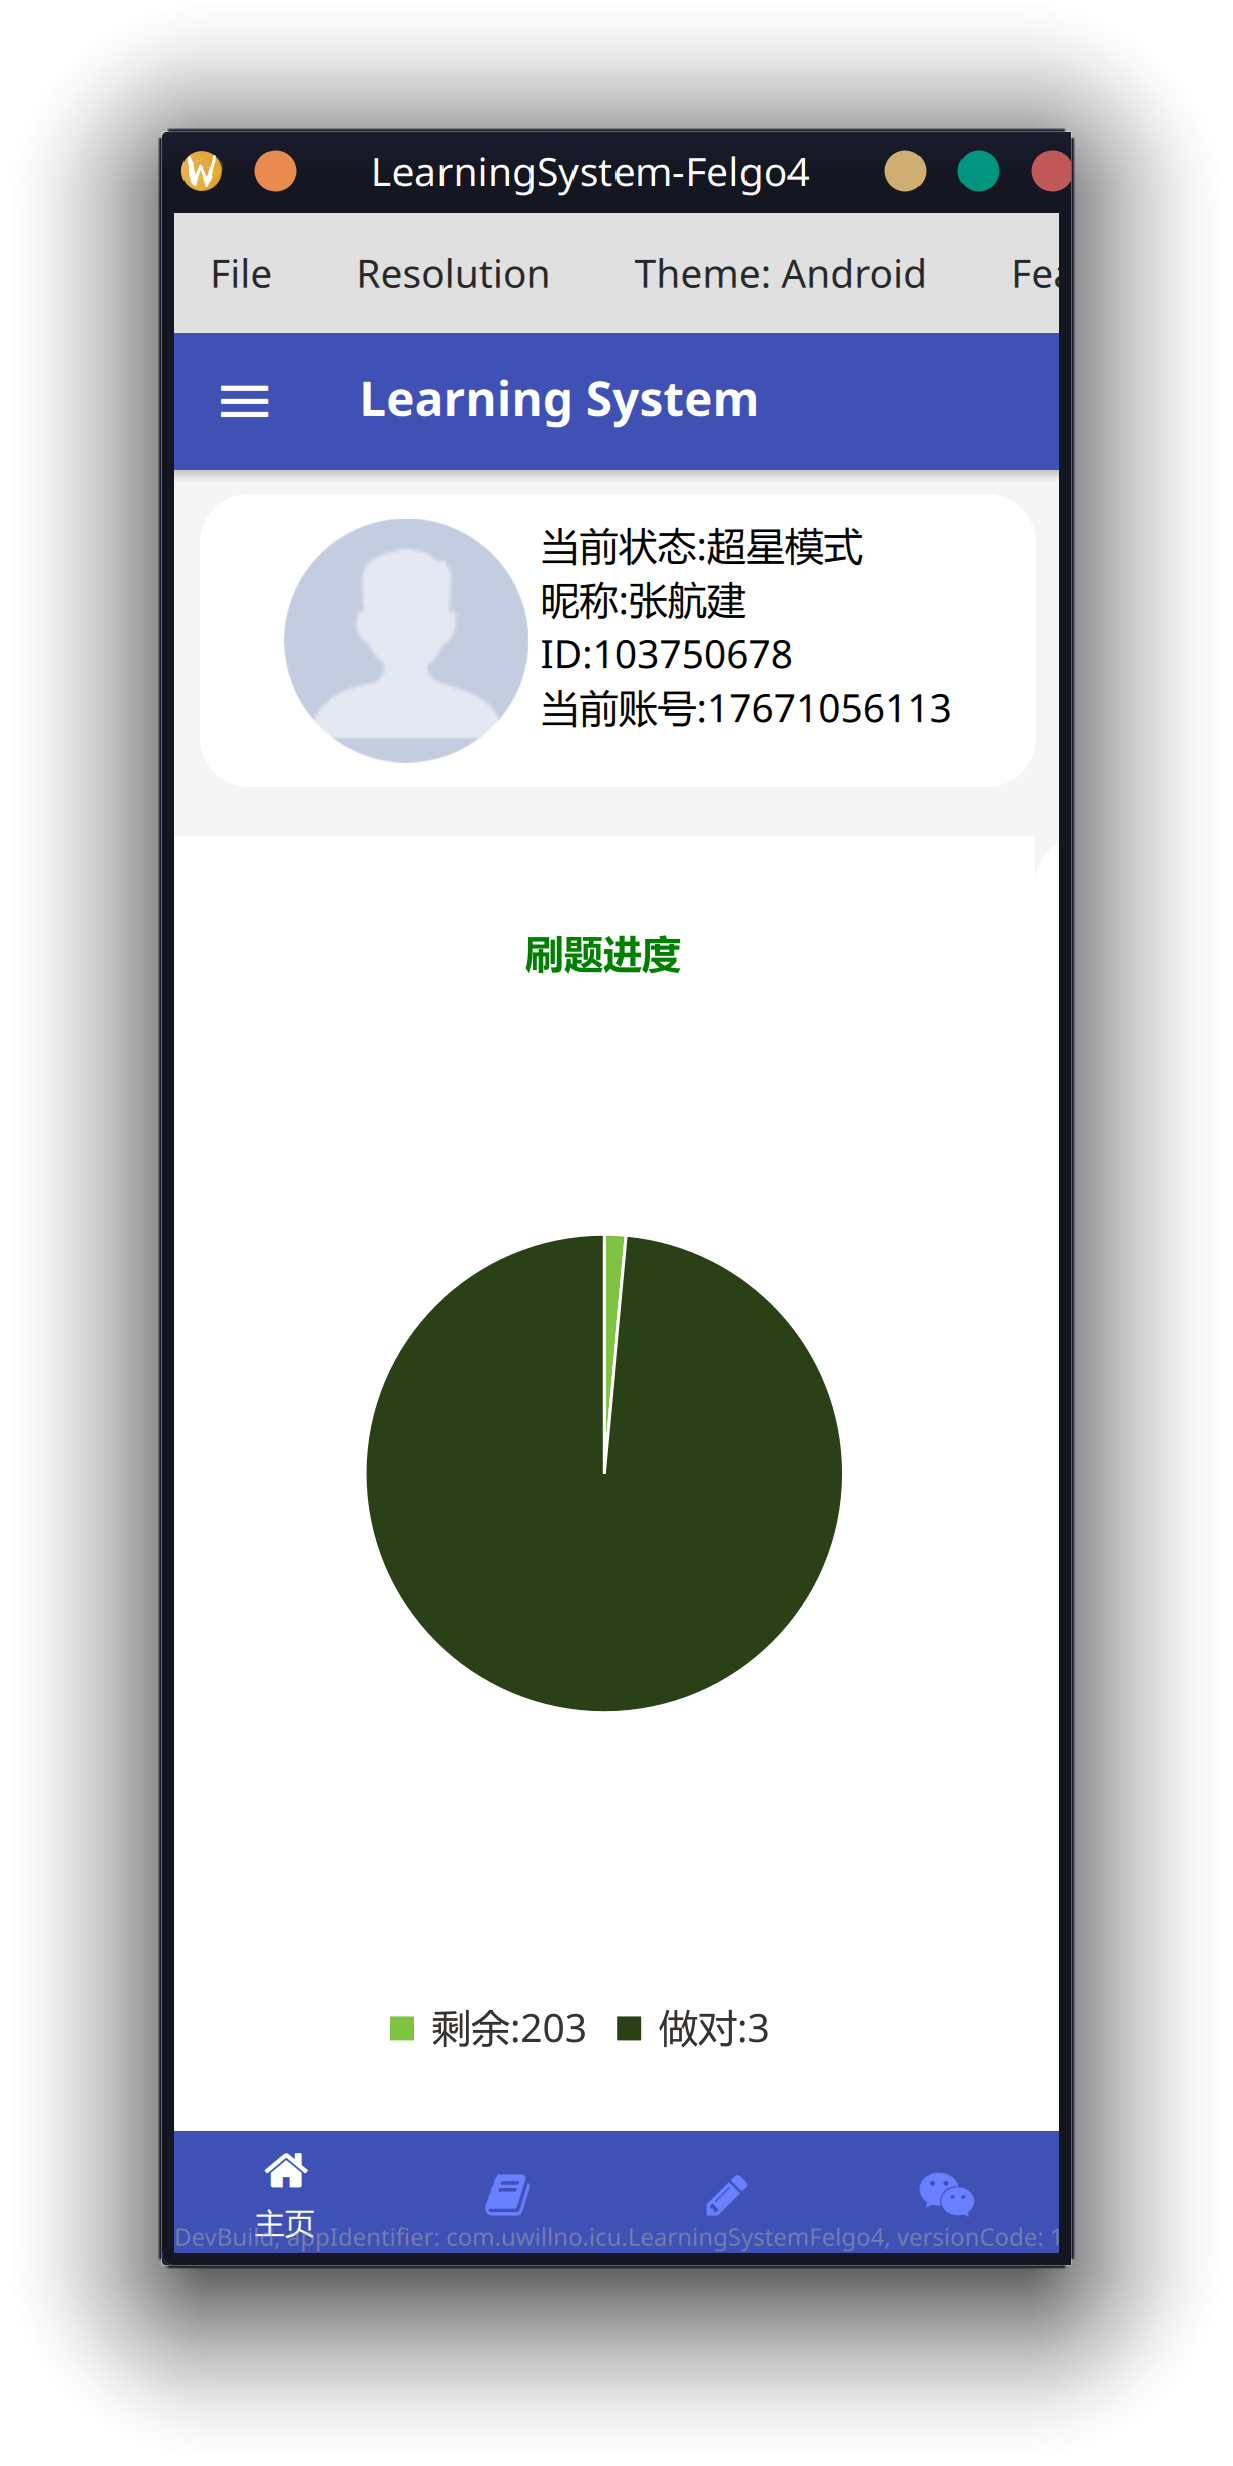 W
LearningSystem-Felgo4
File Resolution Theme: Android Fea
Learning System
当前状态:超星模式
昵称:张航建
ID:103750678
当前账号:17671056113
刷题进度
剩余:203 做对:3
主页
DevBuild, appIdentifier: com.uwillno.icu.LearningSystemFelgo4, versionCode: 1